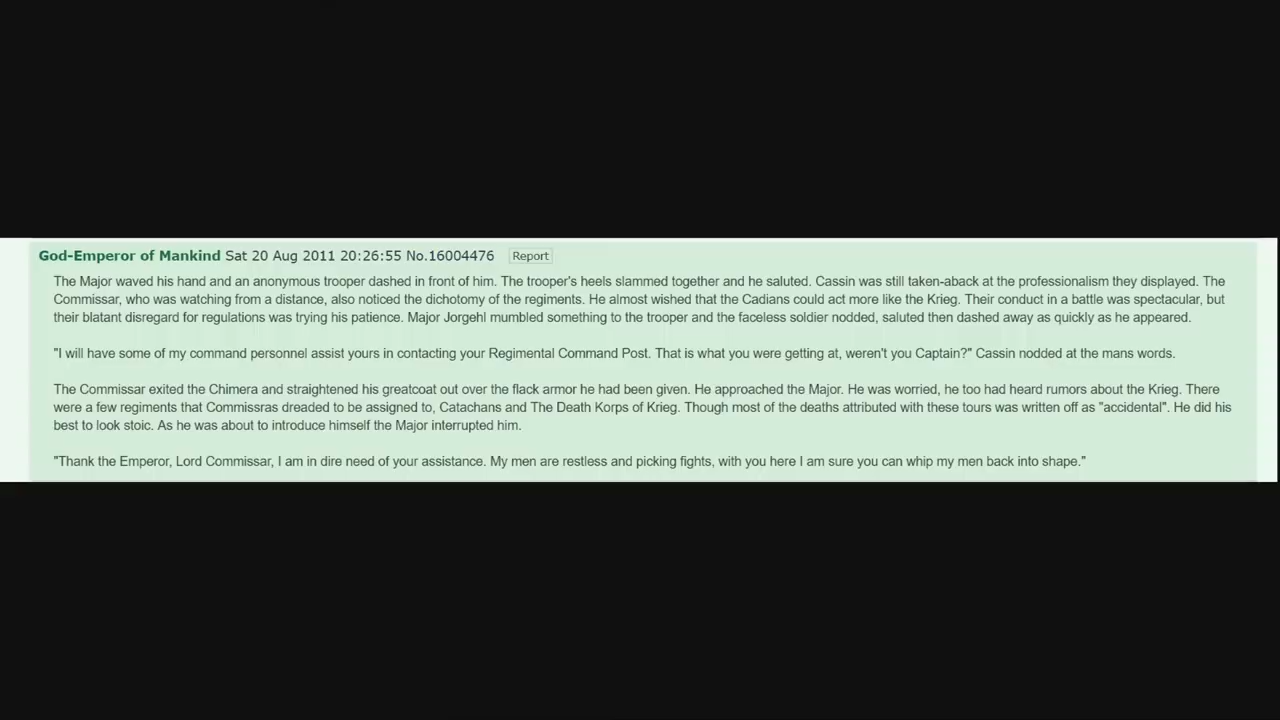 God-Emperor of Mankind Sat 20 Aug 2011 20:26:55 No.16004476 Report
The Major waved his hand and an anonymous trooper dashed in front of him. The trooper's heels slammed together and he saluted. Cassin was still taken-aback at the professionalism they displayed. The
Commissar, who was watching from a distance, also noticed the dichotomy of the regiments. He almost wished that the Cadians could act more like the Krieg. Their conduct in a battle was spectacular, but
their blatant disregard for regulations was trying his patience. Major Jorgehl mumbled something to the trooper and the faceless soldier nodded, saluted then dashed away as quickly as he appeared.
"I will have some of my command personnel assist yours in contacting your Regimental Command Post. That is what you were getting at, weren't you Captain?" Cassin nodded at the mans words.
The Commissar exited the Chimera and straightened his greatcoat out over the flack armor he had been given. He approached the Major. He was worried, he too had heard rumors about the Krieg. There
were a few regiments that Commissras dreaded to be assigned to, Catachans and The Death Korps of Krieg. Though most of the deaths attributed with these tours was written off as "accidental". He did his
best to look stoic. As he was about to introduce himself the Major interrupted him.
"Thank the Emperor, Lord Commissar, I am in dire need of your assistance. My men are restless and picking fights, with you here I am sure you can whip my men back into shape."